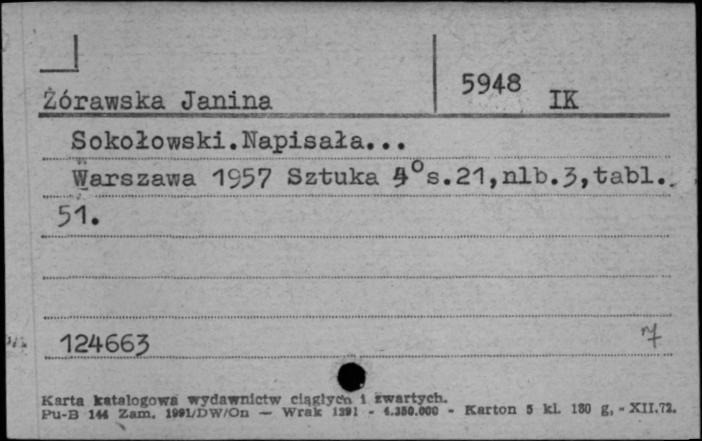 5948 IK
Żórawska Janina
Sokołowski.Napisała...
Warszawa 1957 Sztuka 4°s.21,nlb.3,tabl.
51.
124663
Karta katalogowa wydawnictw ciągłych i zwartych.
Pu-B 144 Zam. 1991/DW/On — Wrak 1291 - 4.350.000 - Karton 5 kl. 180 g, - XII.72.